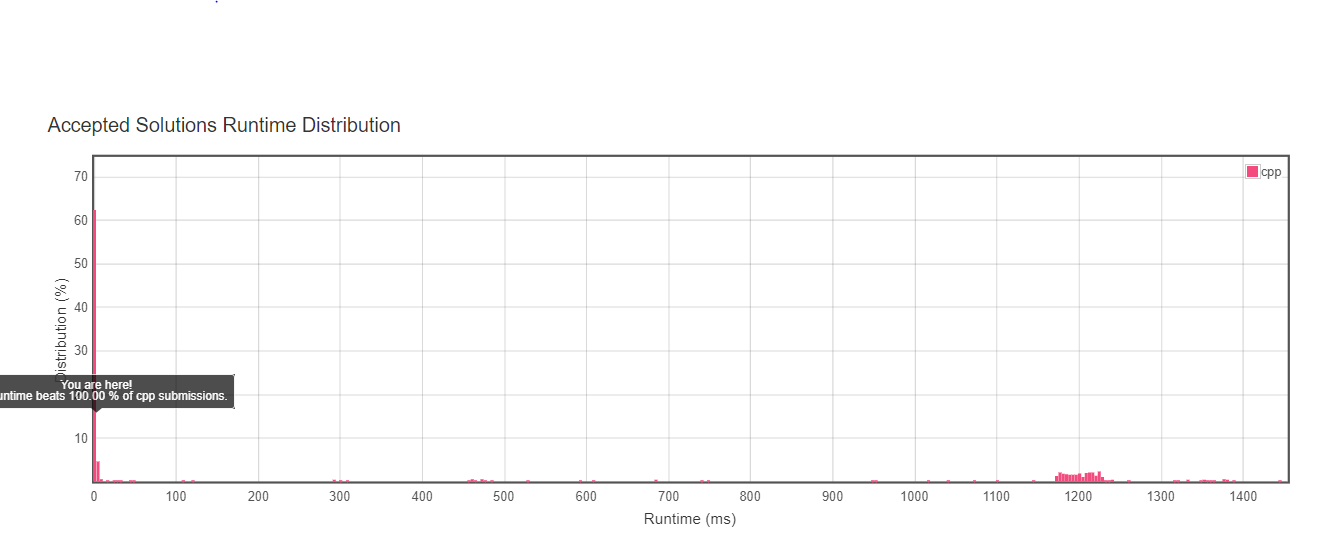 Accepted Solutions Runtime Distribution
cpp
70
60
50
40
30
10
Distribution (%)
You are here!
untime beats 100.00 % of cpp submissions.
0 100 200 300 400 500 600 700 800 900 1000 1100 1200 1300 1400
Runtime (ms)